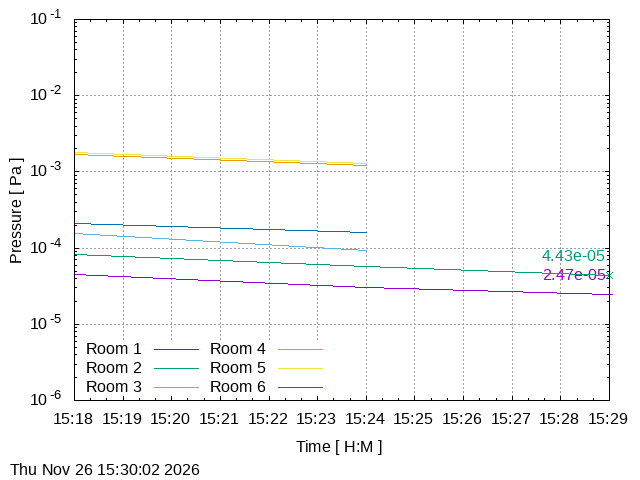 10^-1
10^-2
10^-3
10^-4
10^-5
10^-6
Pressure [ Pa ]
4.43e-05
2.47e-05x
Room 1 Room 4
Room 2 Room 5
Room 3 Room 6
15:18 15:19 15:20 15:21 15:22 15:23 15:24 15:25 15:26 15:27 15:28 15:29
Time [ H:M ]
Thu Nov 26 15:30:02 2026